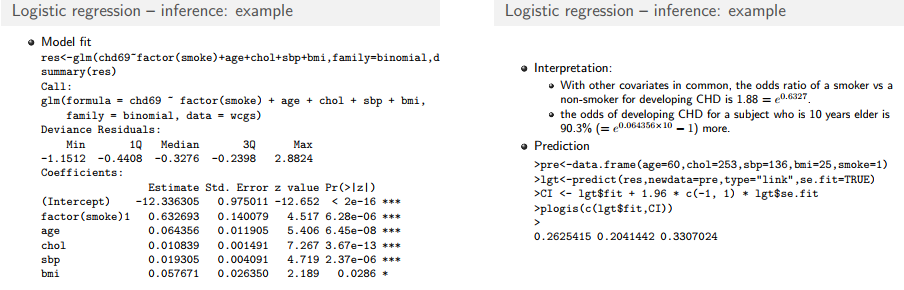 Logistic regression – inference: example
Model fit
res<-glm(chd69~factor(smoke)+age+chol+sbp+bmi,family=binomial,d
summary(res)
Call:
glm(formula = chd69 ~ factor(smoke) + age + chol + sbp + bmi,
family = binomial, data = wcgs)
Deviance Residuals:
Min 1Q Median 3Q Max
-1.1512 -0.4408 -0.3276 -0.2398 2.8824
Coefficients:
Estimate Std. Error z value Pr(>|z|)
(Intercept) -12.336305 0.975011 -12.652 < 2e-16 ***
factor(smoke)1 0.632693 0.140079 4.517 6.28e-06 ***
age 0.064356 0.011905 5.406 6.45e-08 ***
chol 0.010839 0.001491 7.267 3.67e-13 ***
sbp 0.019305 0.004091 4.719 2.37e-06 ***
bmi 0.057671 0.026350 2.189 0.0286 *
Logistic regression – inference: example
Interpretation:
With other covariates in common, the odds ratio of a smoker vs a
non-smoker for developing CHD is 1.88 = e^0.6327.
the odds of developing CHD for a subject who is 10 years elder is
90.3% (= e^0.064356×10 − 1) more.
Prediction
>pre<-data.frame(age=60,chol=253,sbp=136,bmi=25,smoke=1)
>lgt<-predict(res,newdata=pre,type="link",se.fit=TRUE)
>CI <- lgt$fit + 1.96 * c(-1, 1) * lgt$se.fit
>plogis(c(lgt$fit,CI))
>
0.2625415 0.2041442 0.3307024